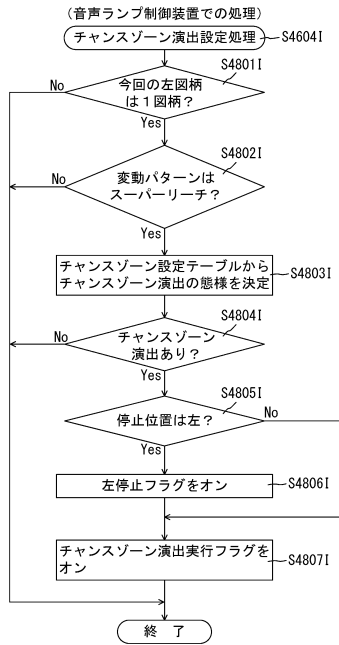 （音声ランプ制御装置での処理）
チャンスゾーン演出設定処理
S4604I
S4801I
今回の左図柄
は１図柄？
No
Yes
S4802I
変動パターンは
スーパーリーチ？
No
Yes
チャンスゾーン設定テーブルから
チャンスゾーン演出の態様を決定
S4803I
S4804I
チャンスゾーン
演出あり？
No
Yes
S4805I
停止位置は左？
No
Yes
左停止フラグをオン
S4806I
チャンスゾーン演出実行フラグを
オン
S4807I
終　了